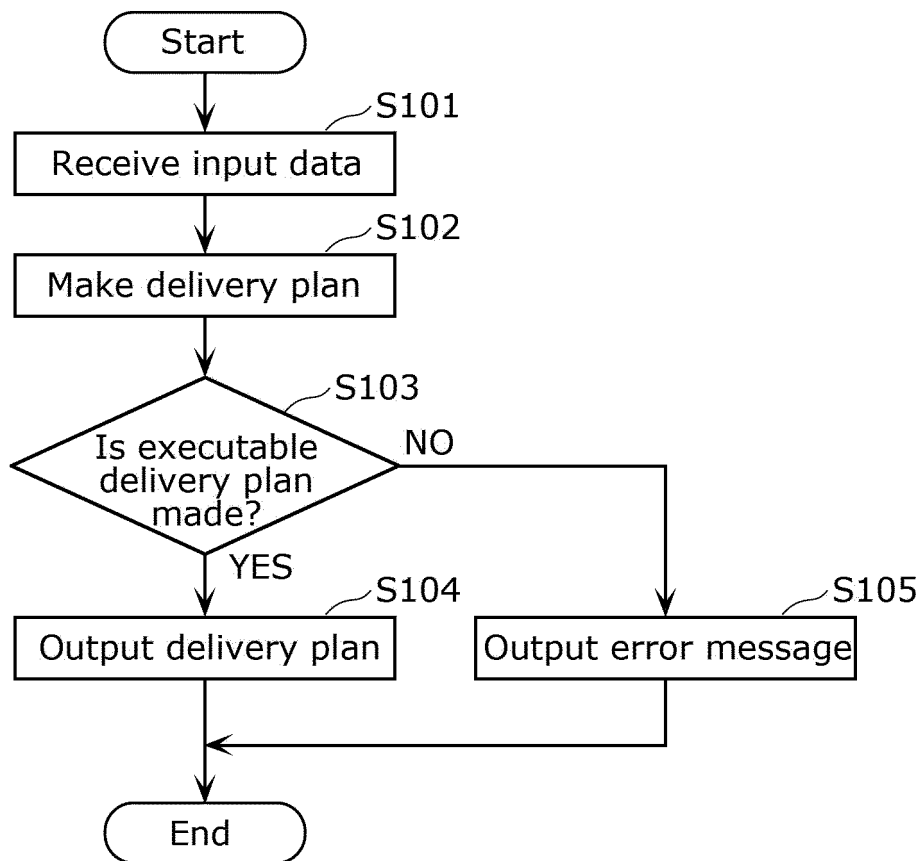 Start
S101
Receive input data
S102
Make delivery plan
S103
Is executable
delivery plan
made?
NO
YES
S104
Output delivery plan
S105
Output error message
End